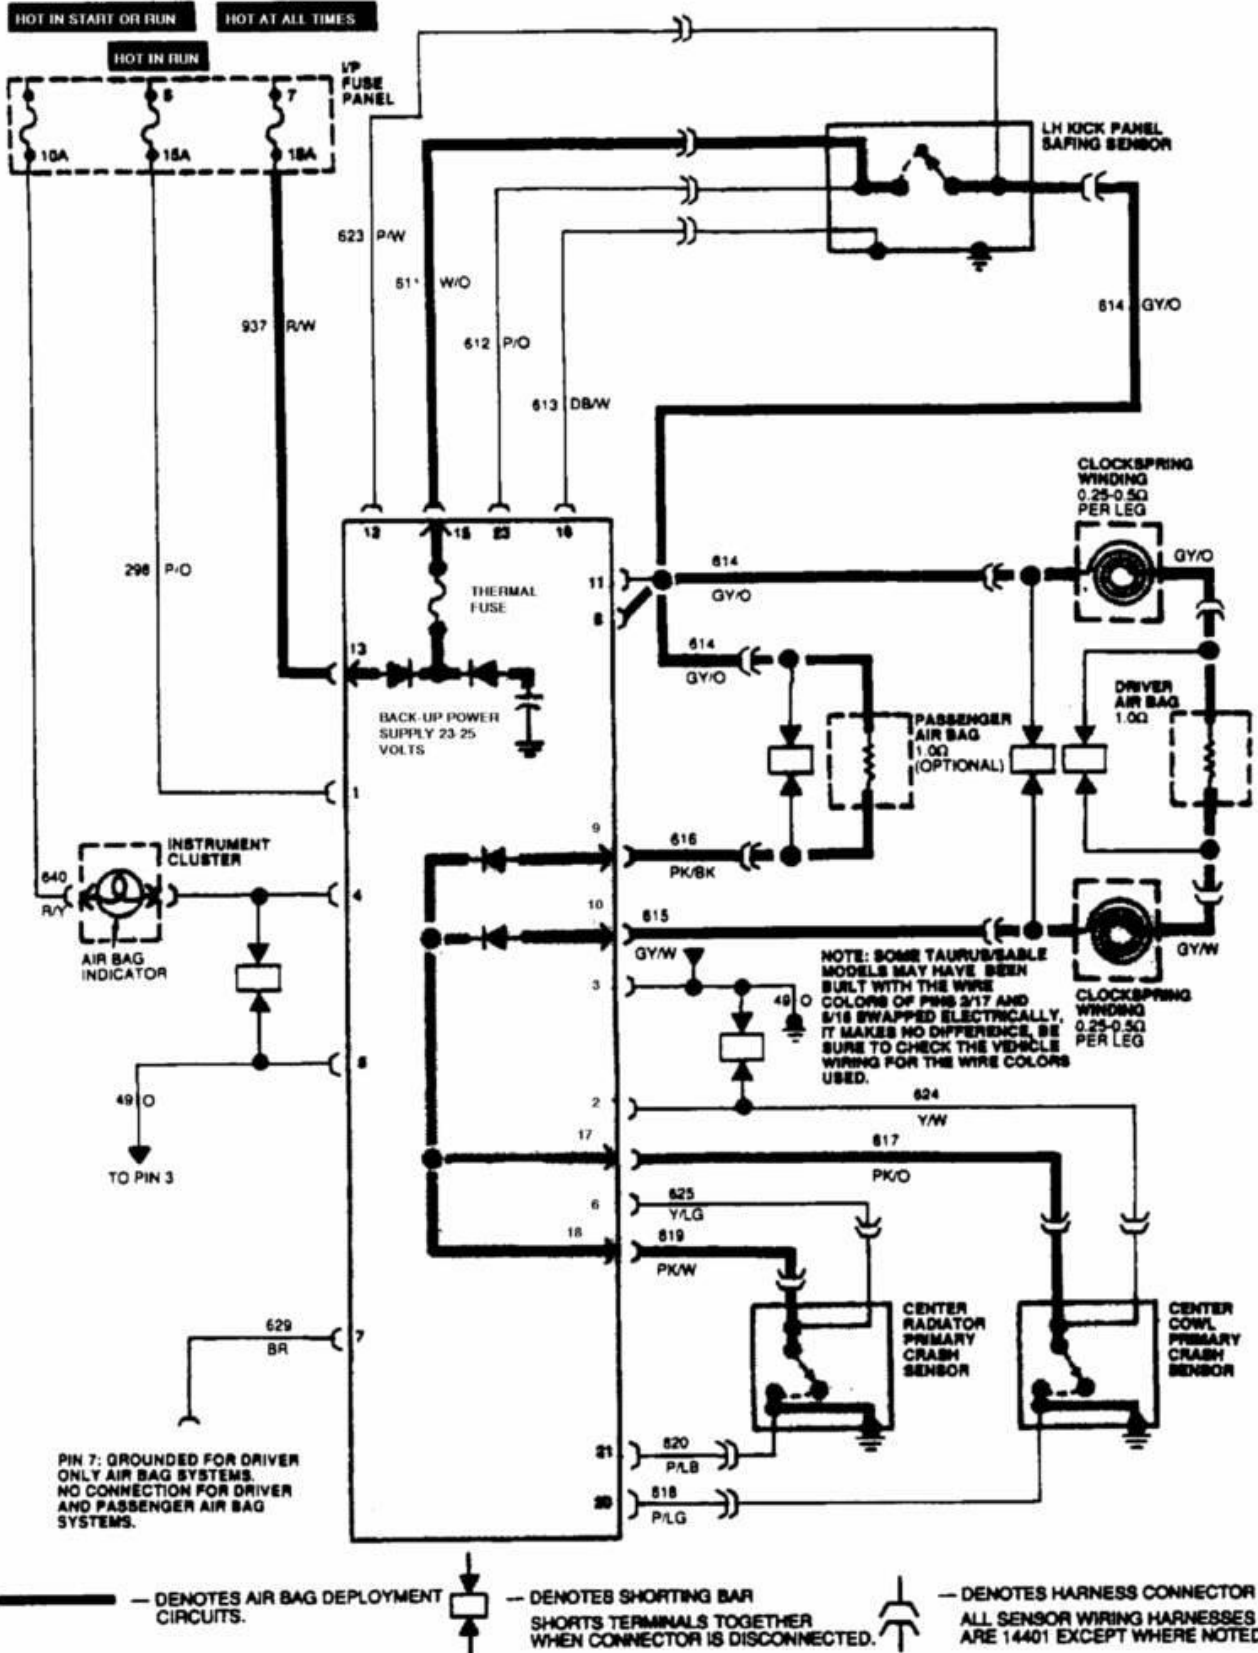 HOT IN START OR RUN
HOT AT ALL TIMES
HOT IN RUN
I/P
FUSE
PANEL
7
10A
15A
15A
LH KICK PANEL
SAFING SENSOR
623 P/W
W/O
937 R/W
612 P/O
613 DB/W
614 GY/O
298 P/O
15
23
THERMAL
FUSE
13
BACK-UP POWER
SUPPLY 23-25
VOLTS
11
614
GY/O
614
GY/O
CLOCKSPRING
WINDING
0.25-0.5Ω
PER LEG
GY/O
PASSENGER
AIR BAG
1.0Ω
(OPTIONAL)
DRIVER
AIR BAG
1.0Ω
1
9
616
PK/BK
INSTRUMENT
CLUSTER
640
R/Y
4
AIR BAG
INDICATOR
10
615
GY/W
GY/W
CLOCKSPRING
WINDING
0.25-0.5Ω
PER LEG
NOTE: SOME TAURUS/SABLE
MODELS MAY HAVE BEEN
BUILT WITH THE WIRE
COLORS OF PINS 2/17 AND
SWAPPED ELECTRICALLY,
IT MAKES NO DIFFERENCE, BE
SURE TO CHECK THE VEHICLE
WIRING FOR THE WIRE COLORS
USED.
3
49 O
49 O
TO PIN 3
2
624
Y/W
17
617
PK/O
6
625
Y/LG
18
619
PK/W
CENTER
RADIATOR
PRIMARY
CRASH
SENSOR
CENTER
COWL
PRIMARY
CRASH
SENSOR
629
BR
7
PIN 7: GROUNDED FOR DRIVER
ONLY AIR BAG SYSTEMS.
NO CONNECTION FOR DRIVER
AND PASSENGER AIR BAG
SYSTEMS.
21
620
P/LB
20
618
P/LG
— DENOTES AIR BAG DEPLOYMENT
CIRCUITS.
— DENOTES SHORTING BAR
SHORTS TERMINALS TOGETHER
WHEN CONNECTOR IS DISCONNECTED.
— DENOTES HARNESS CONNECTOR
ALL SENSOR WIRING HARNESSES
ARE 14401 EXCEPT WHERE NOTED